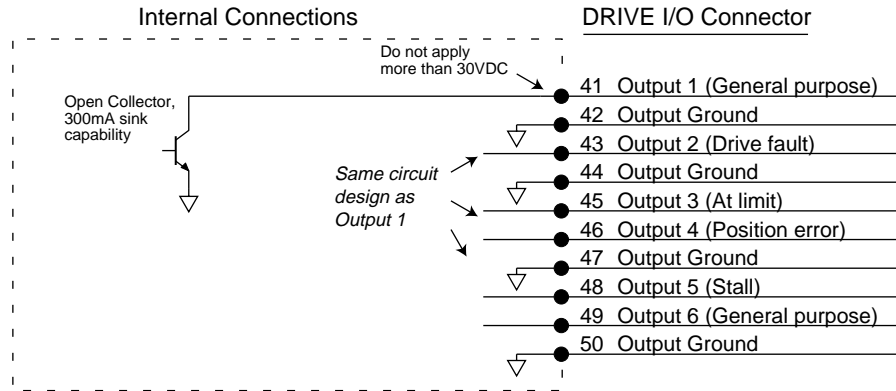 Internal Connections
DRIVE I/O Connector
Do not apply
more than 30VDC
Open Collector,
300mA sink
capability
Same circuit
design as
Output 1
41 Output 1 (General purpose)
42 Output Ground
43 Output 2 (Drive fault)
44 Output Ground
45 Output 3 (At limit)
46 Output 4 (Position error)
47 Output Ground
48 Output 5 (Stall)
49 Output 6 (General purpose)
50 Output Ground